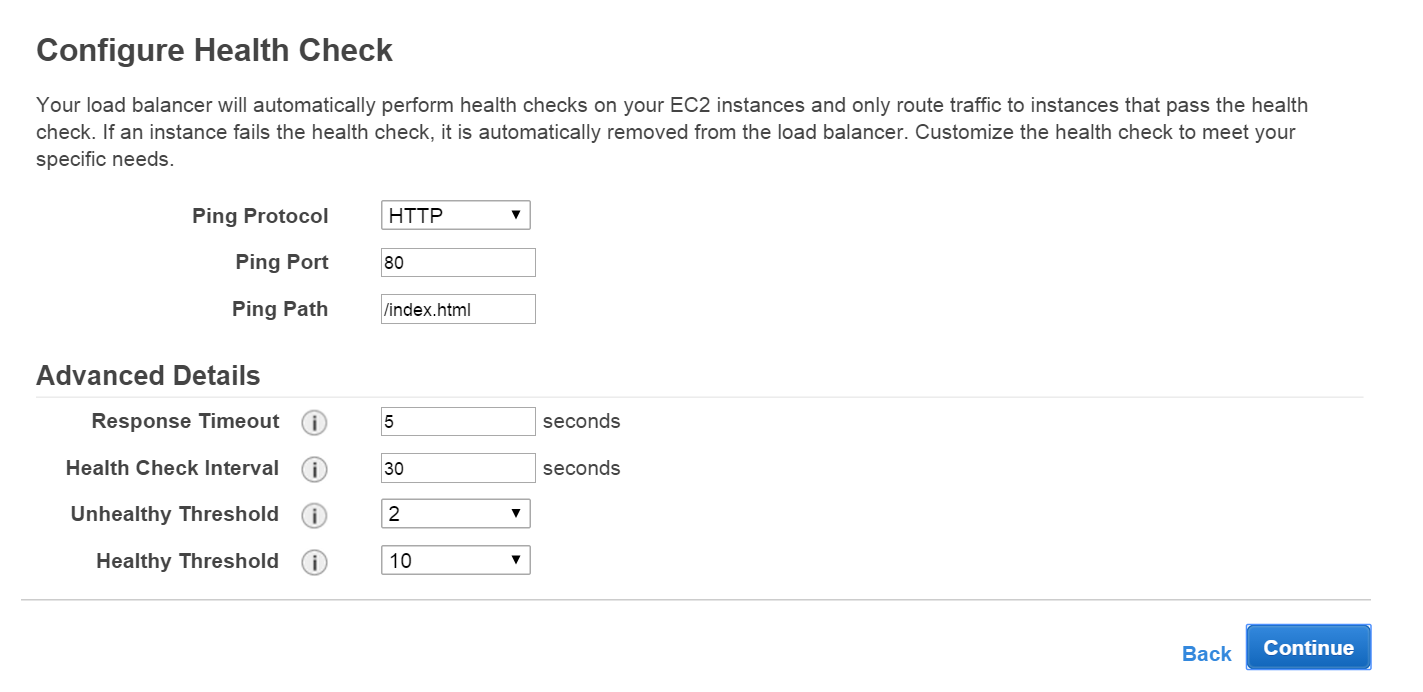 Configure Health Check
Your load balancer will automatically perform health checks on your EC2 instances and only route traffic to instances that pass the health
check. If an instance fails the health check, it is automatically removed from the load balancer. Customize the health check to meet your
specific needs.
Ping Protocol HTTP
Ping Port 80
Ping Path /index.html
Advanced Details
Response Timeout i 5 seconds
Health Check Interval i 30 seconds
Unhealthy Threshold i 2
Healthy Threshold i 10
Back Continue